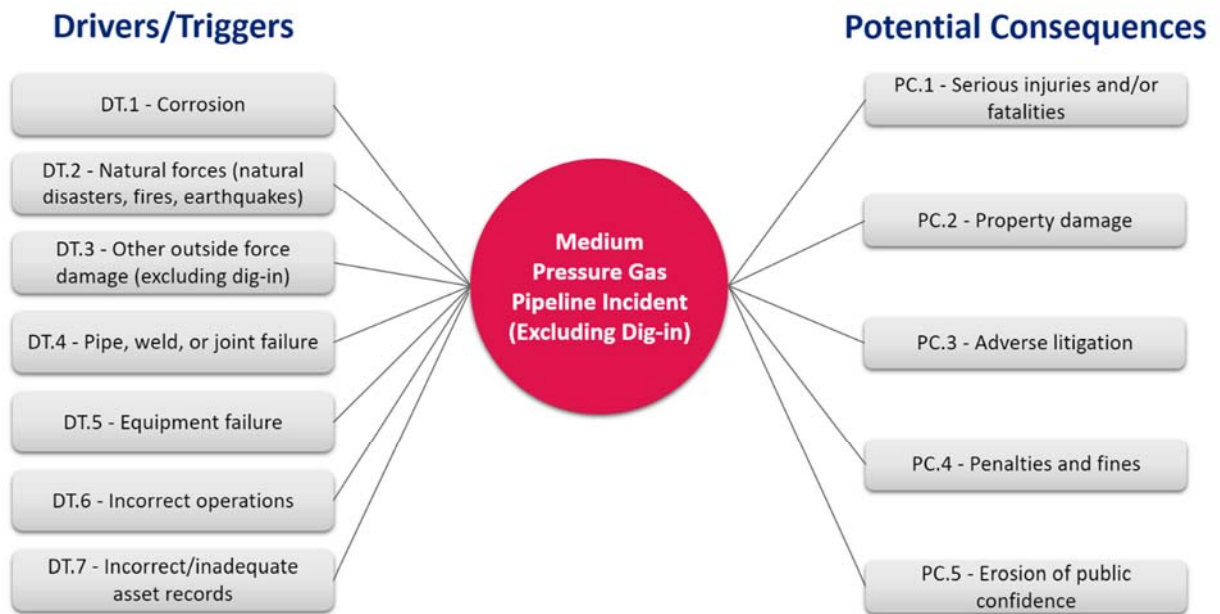 Drivers/Triggers
DT.1 - Corrosion
DT.2 - Natural forces (natural
disasters, fires, earthquakes)
DT.3 - Other outside force
damage (excluding dig-in)
DT.4 - Pipe, weld, or joint failure
DT.5 - Equipment failure
DT.6 - Incorrect operations
DT.7 - Incorrect/inadequate
asset records
Medium
Pressure Gas
Pipeline Incident
(Excluding Dig-in)
Potential Consequences
PC.1 - Serious injuries and/or
fatalities
PC.2 - Property damage
PC.3 - Adverse litigation
PC.4 - Penalties and fines
PC.5 - Erosion of public
confidence